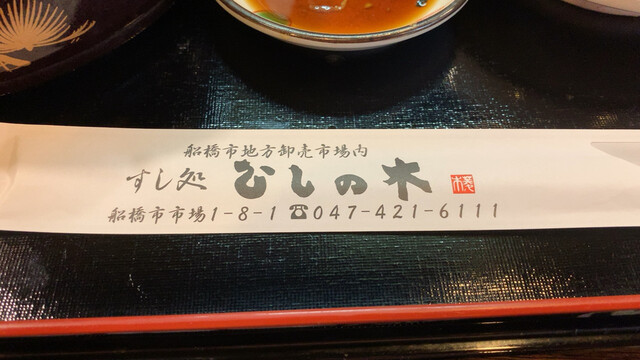 船橋市地方卸売市場内
すし処 むしの木
船橋市市場1-8-1 ☎047-421-6111